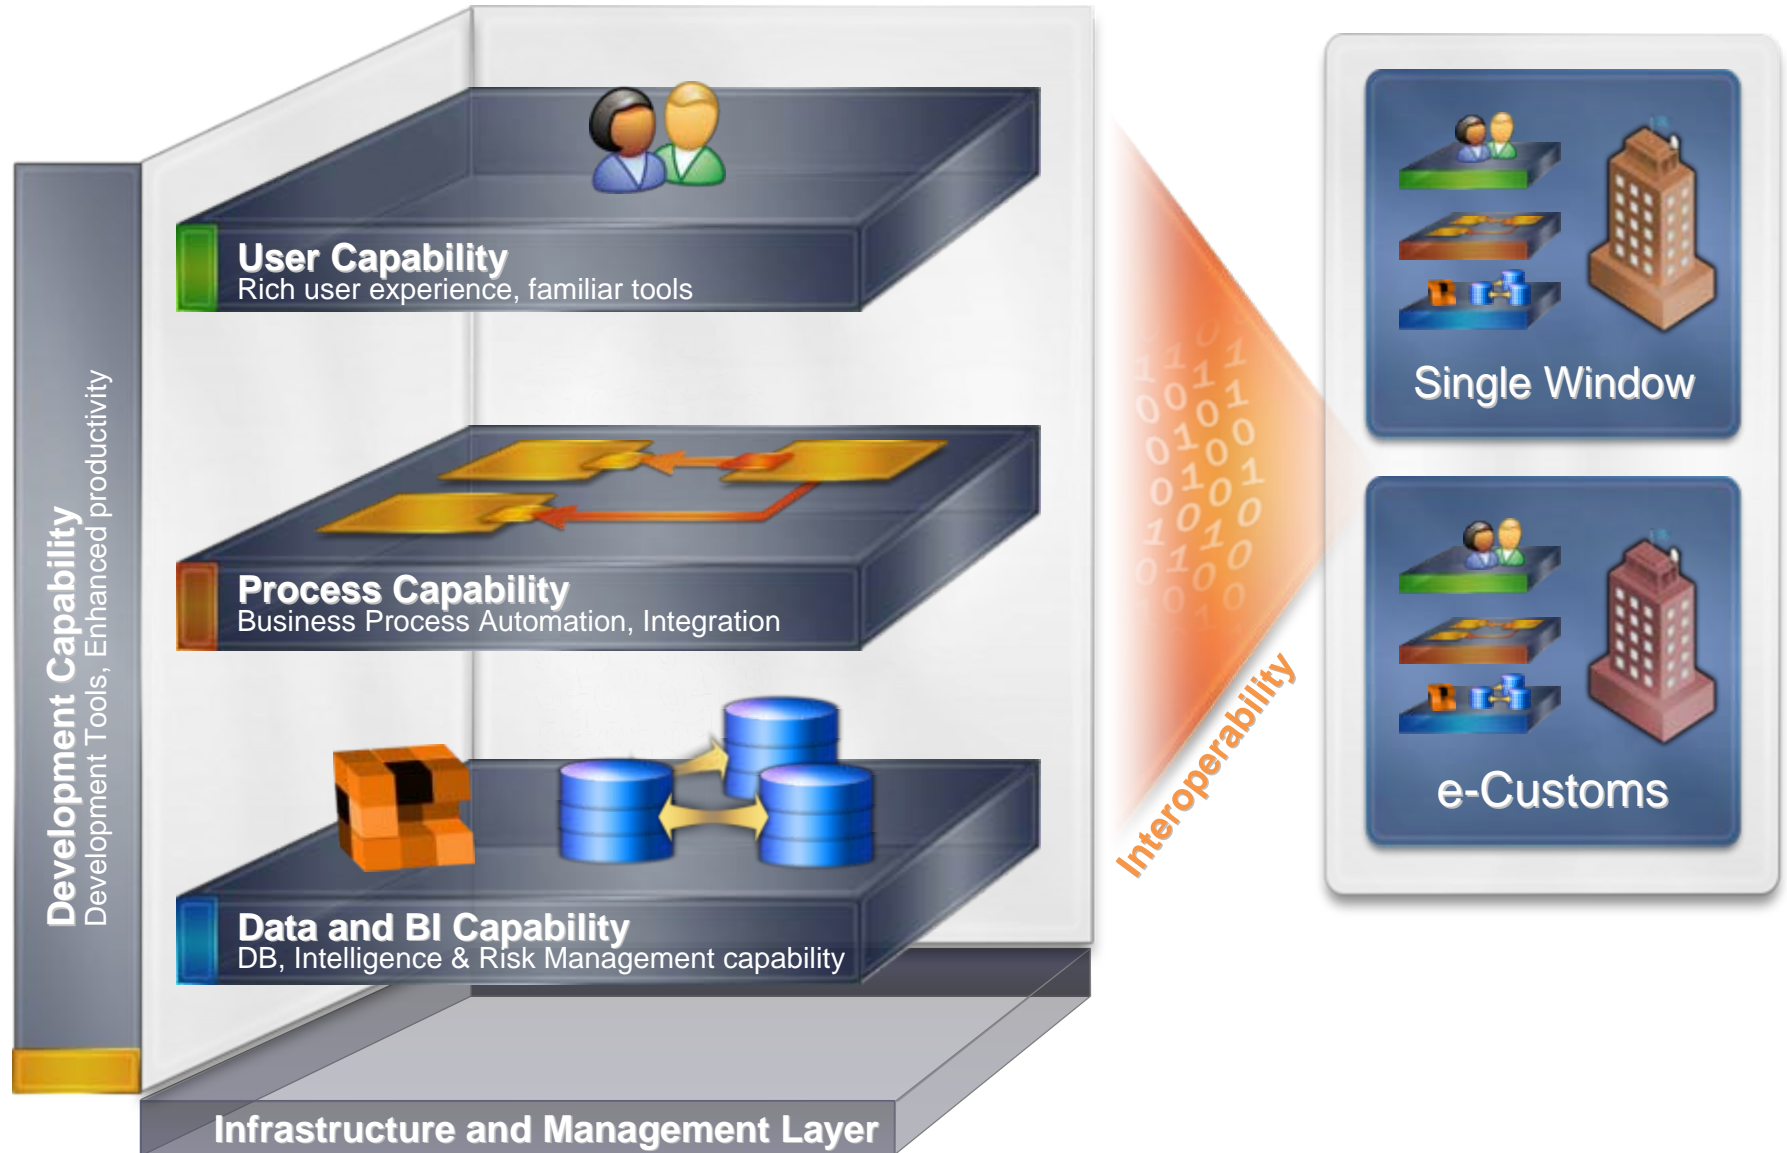 User Capability
Rich user experience, familiar tools
Process Capability
Business Process Automation, Integration
Data and BI Capability
DB, Intelligence & Risk Management capability
Development Capability
Development Tools, Enhanced productivity
Infrastructure and Management Layer
Interoperability
Single Window
e-Customs